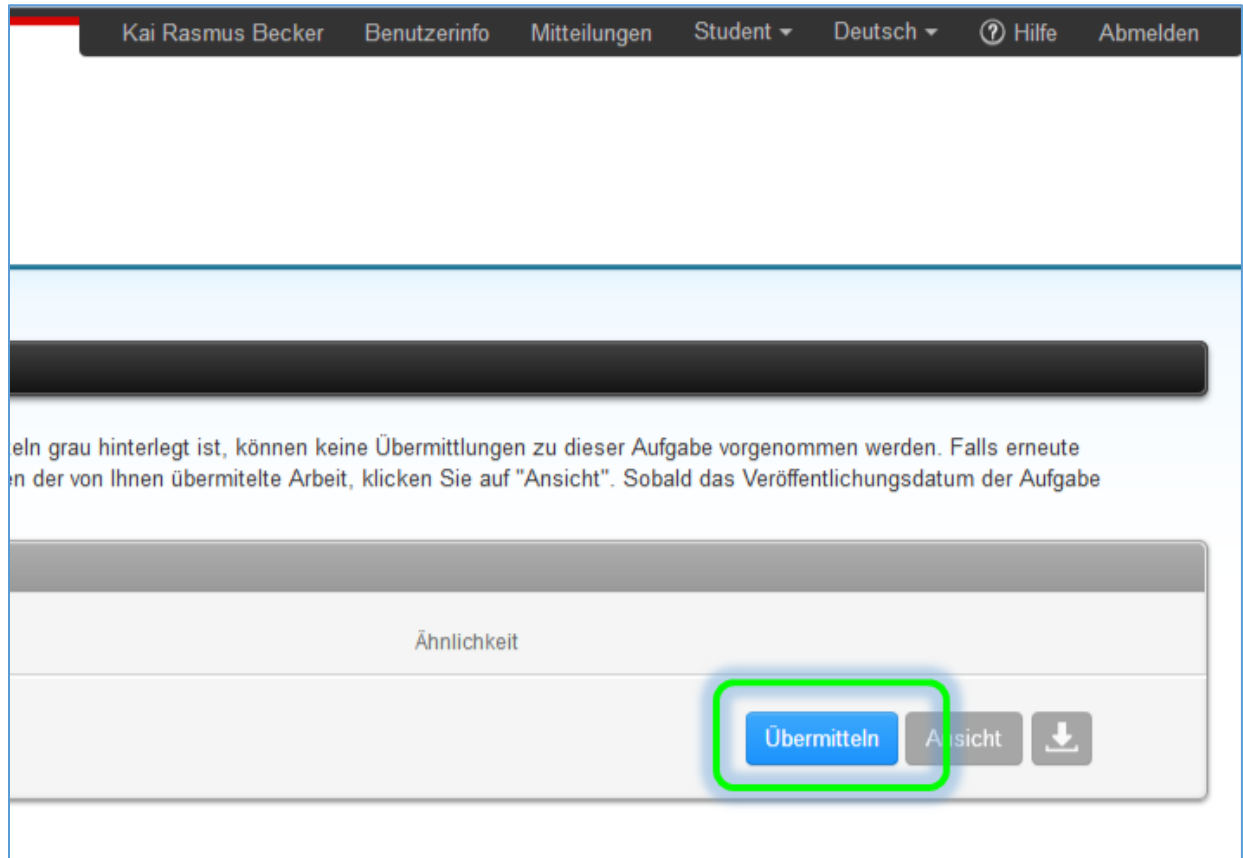 Kai Rasmus Becker Benutzerinfo Mitteilungen Student Deutsch Hilfe Abmelden
eln grau hinterlegt ist, können keine Übermittlungen zu dieser Aufgabe vorgenommen werden. Falls erneute
en der von Ihnen übermitelte Arbeit, klicken Sie auf "Ansicht". Sobald das Veröffentlichungsdatum der Aufgabe
Ähnlichkeit
Übermitteln Ansicht